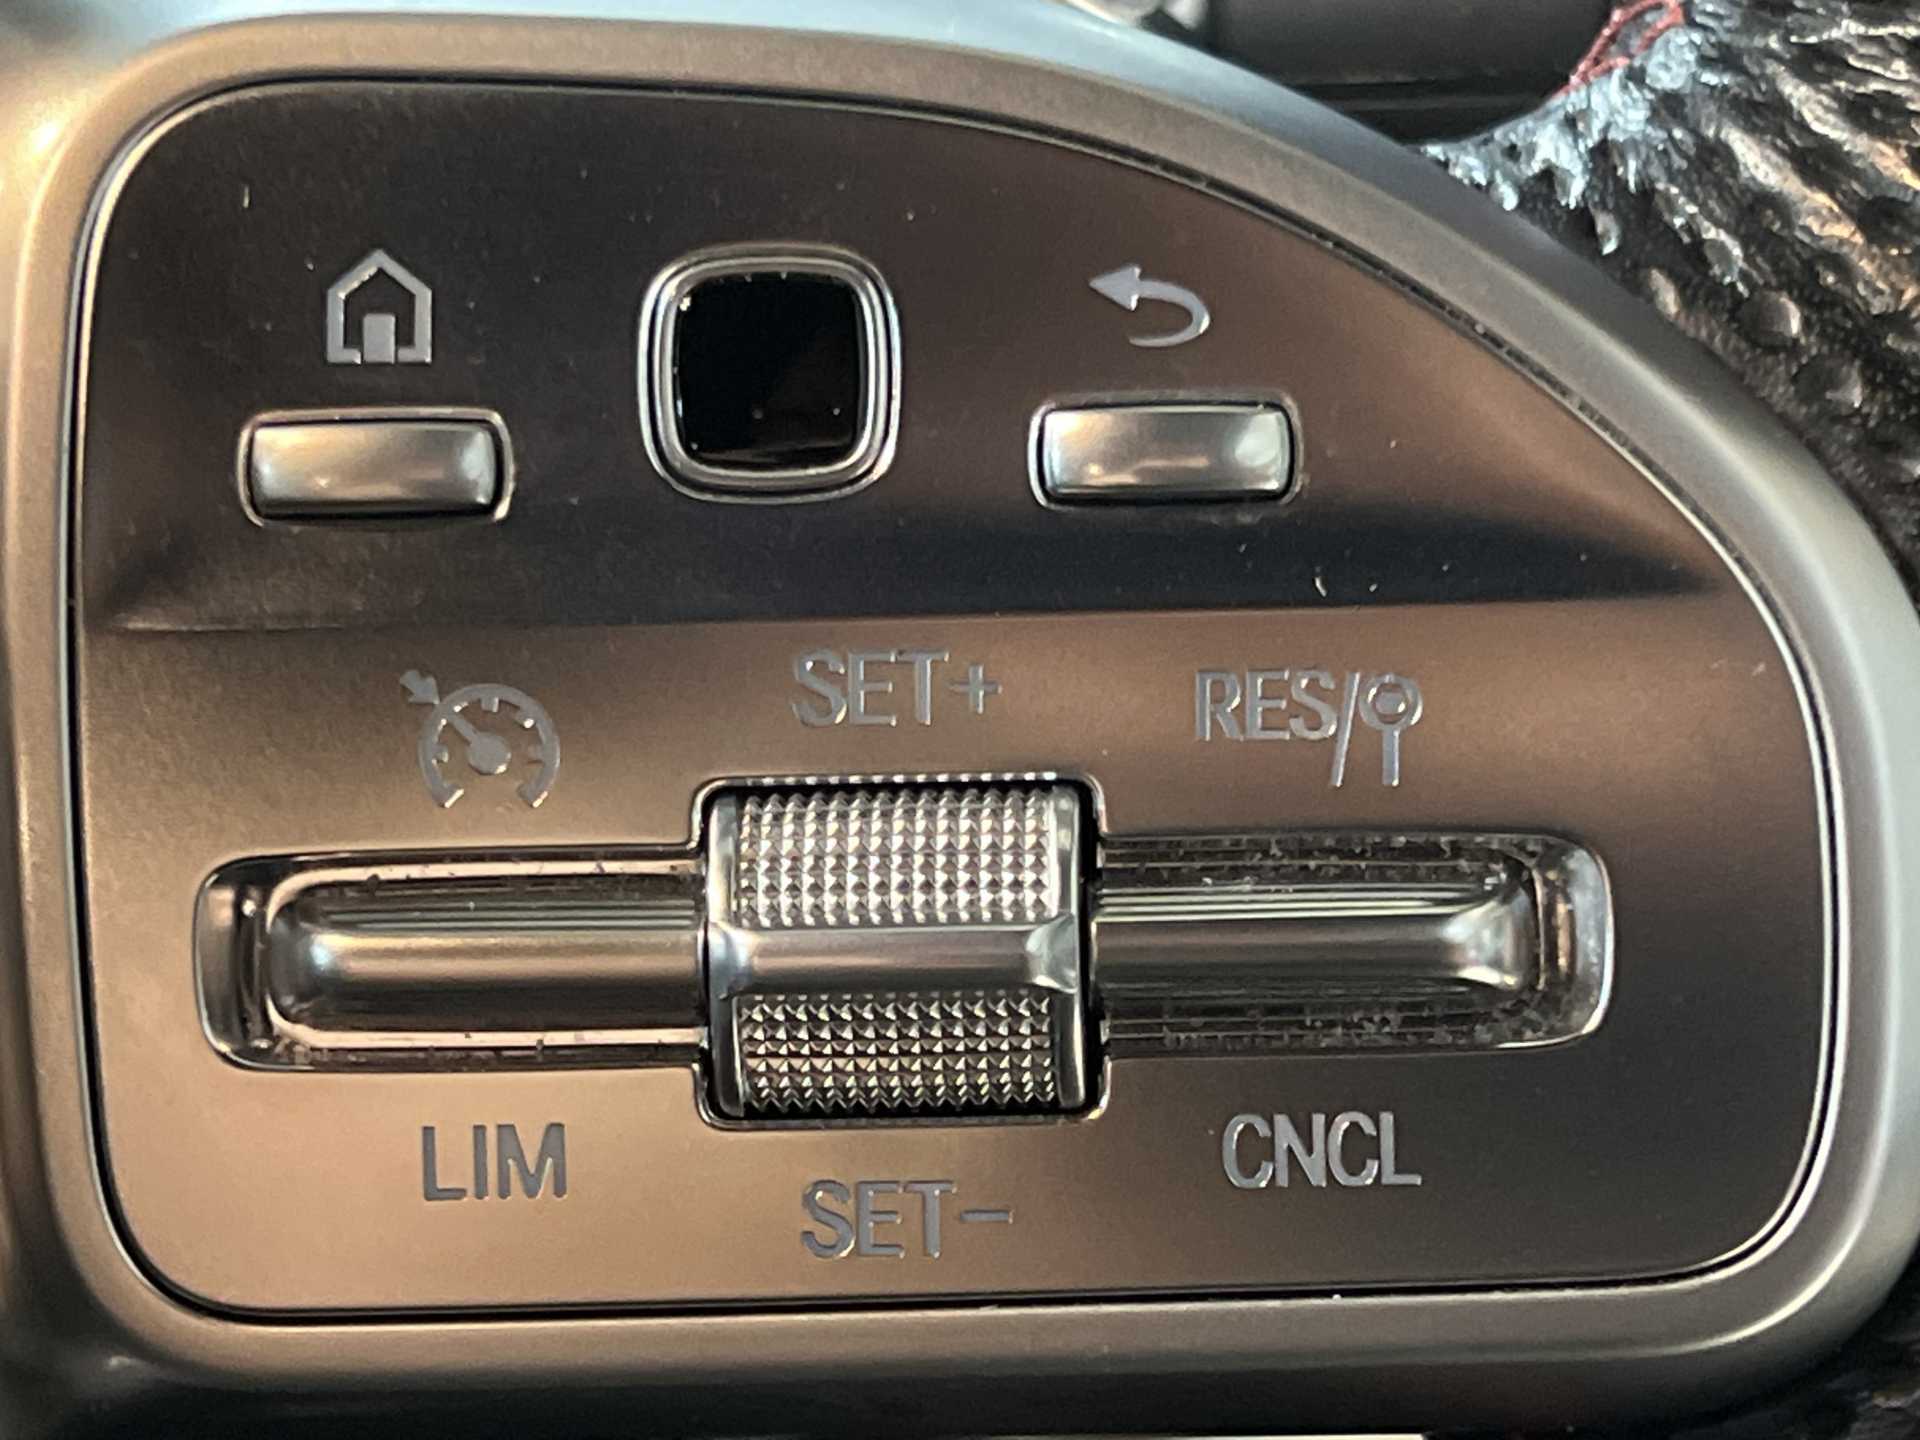 SET+
RES/
LIM
CNCL
SET-